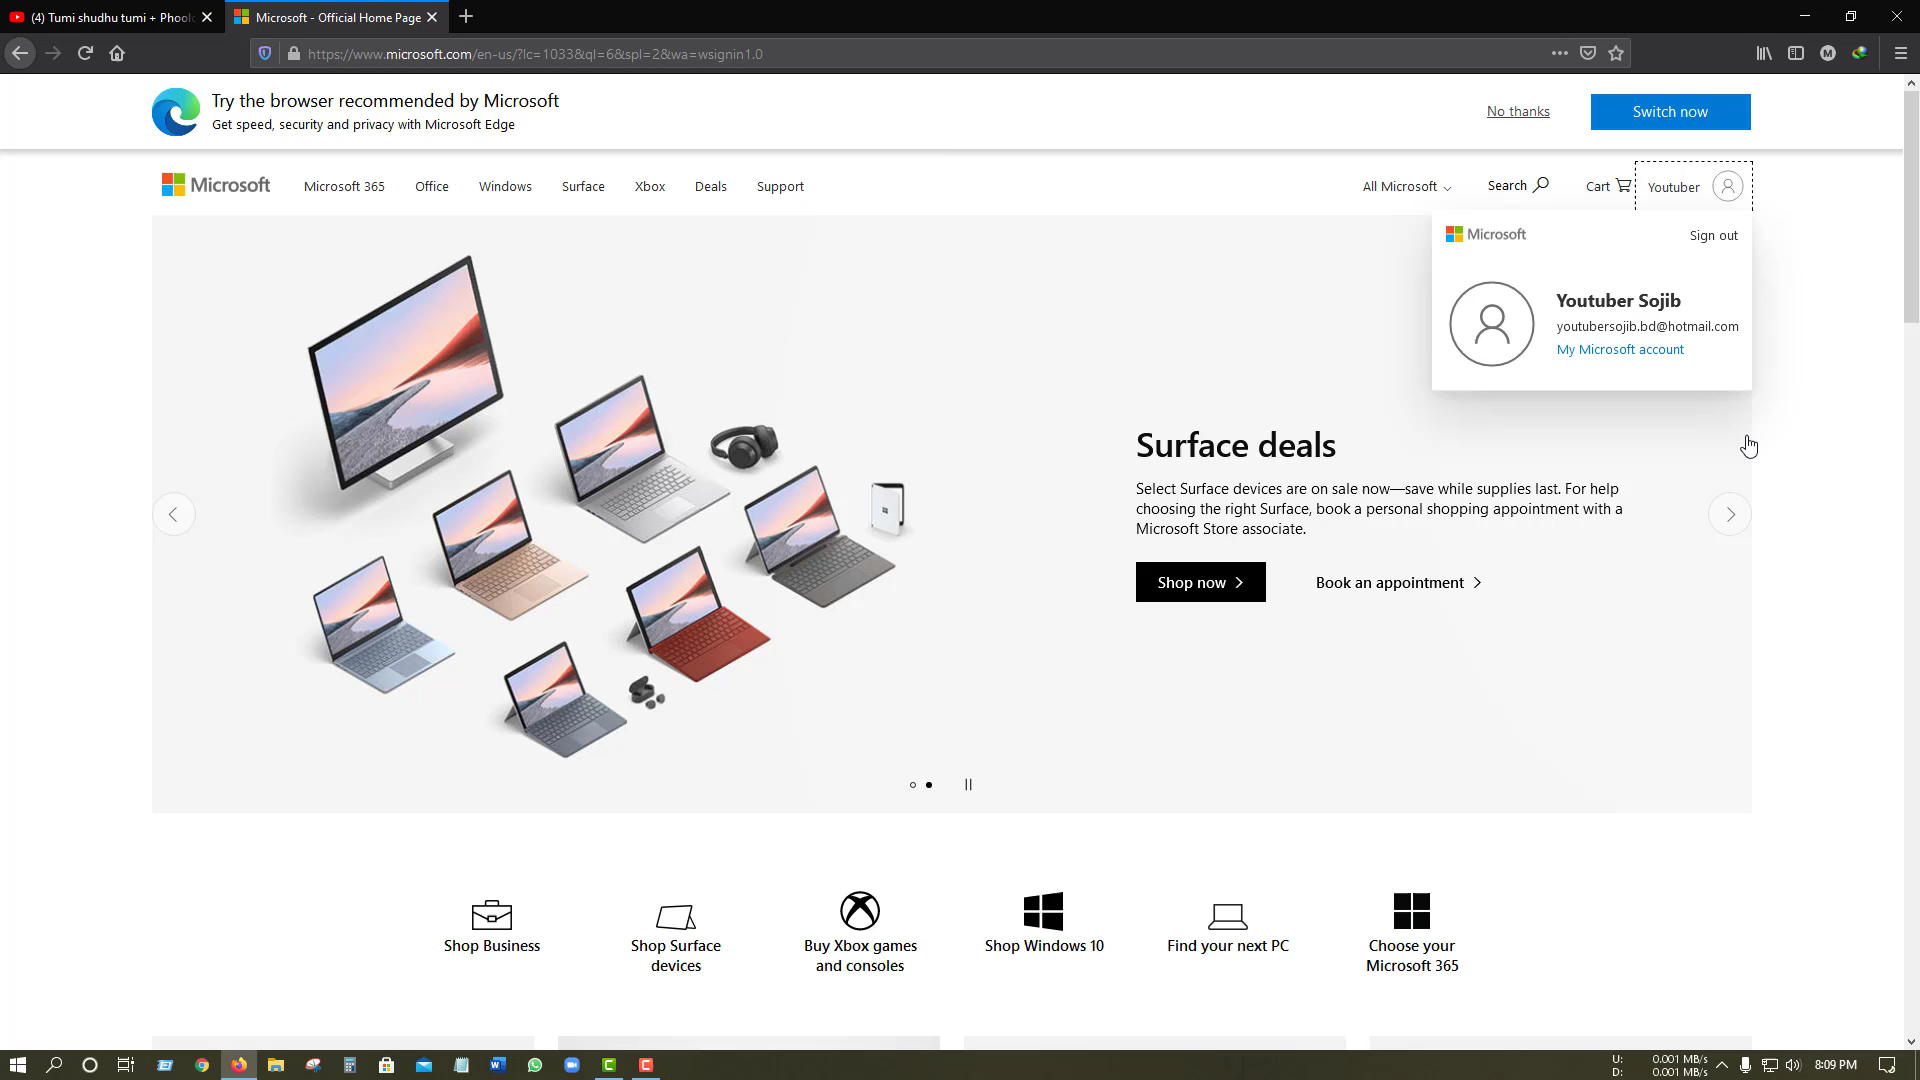 (4) Tumi shudhu tumi + Phool
Microsoft - Official Home Page
https://www.microsoft.com/en-us/?lc=1033&ql=6&spl=2&wa=wsignin1.0
M
Try the browser recommended by Microsoft
Get speed, security and privacy with Microsoft Edge
No thanks
Switch now
Microsoft
Microsoft 365
Office
Windows
Surface
Xbox
Deals
Support
All Microsoft
Search
Cart
Youtuber
Microsoft
Sign out
Youtuber Sojib
youtubersojib.bd@hotmail.com
My Microsoft account
Surface deals
Select Surface devices are on sale now—save while supplies last. For help
choosing the right Surface, book a personal shopping appointment with a
Microsoft Store associate.
Shop now
Book an appointment
Shop Business
Shop Surface
devices
Buy Xbox games
and consoles
Shop Windows 10
Find your next PC
Choose your
Microsoft 365
U: 0.001 MB/s
D: 0.001 MB/s
8:09 PM